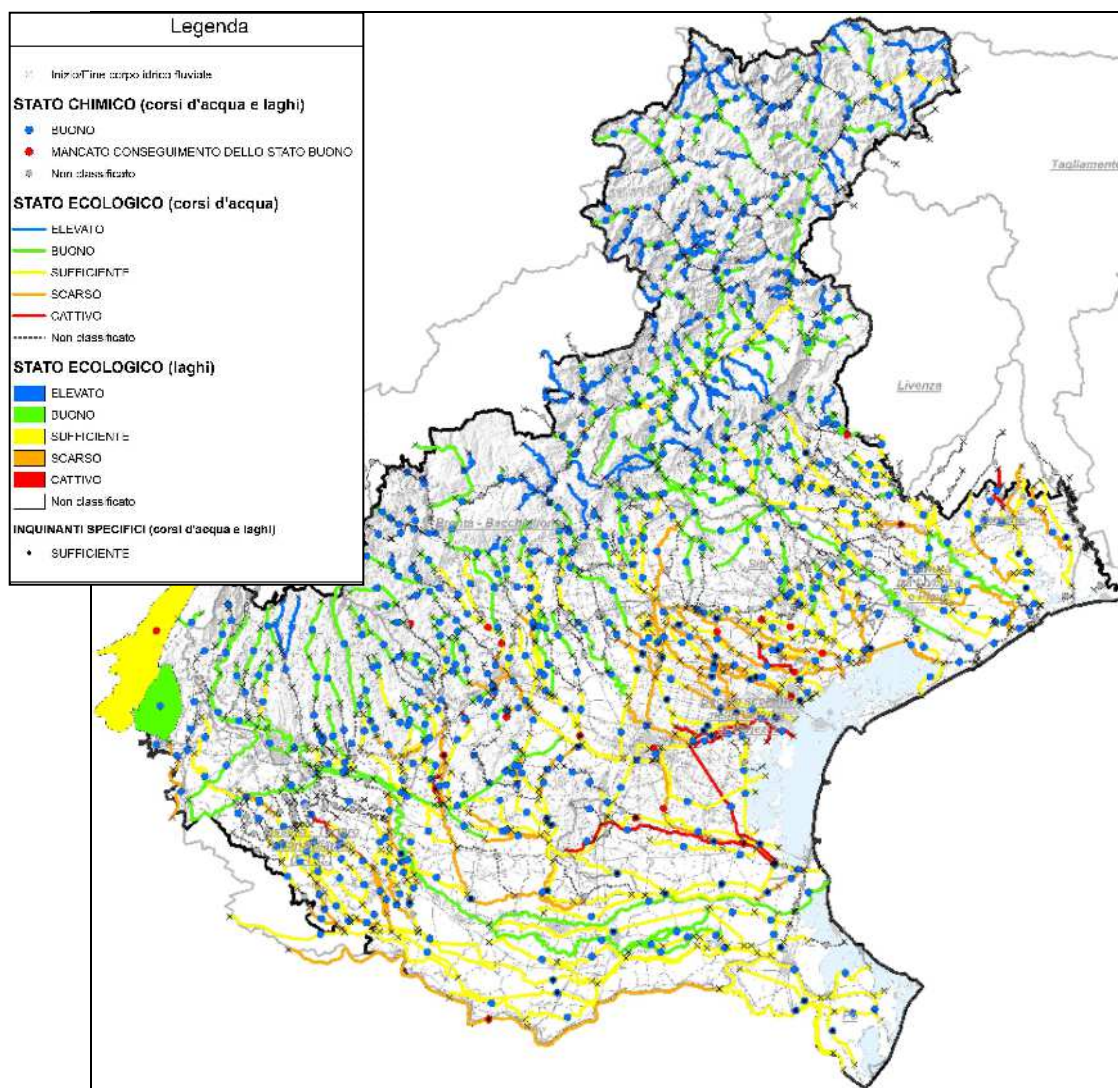 Legenda
Inizio/Fine corpo idrico fluviale
STATO CHIMICO (corsi d'acqua e laghi)
BUONO
MANCATO CONSEGUIMENTO DELLO STATO BUONO
Non classificato
STATO ECOLOGICO (corsi d'acqua)
ELEVATO
BUONO
SUFFICIENTE
SCARSO
CATTIVO
Non classificato
STATO ECOLOGICO (laghi)
ELEVATO
BUONO
SUFFICIENTE
SCARSO
CATTIVO
Non classificato
INQUINANTI SPECIFICI (corsi d'acqua e laghi)
SUFFICIENTE
Tagliamento
Livenza
Brenta - Bacchiglione
Sile
Po